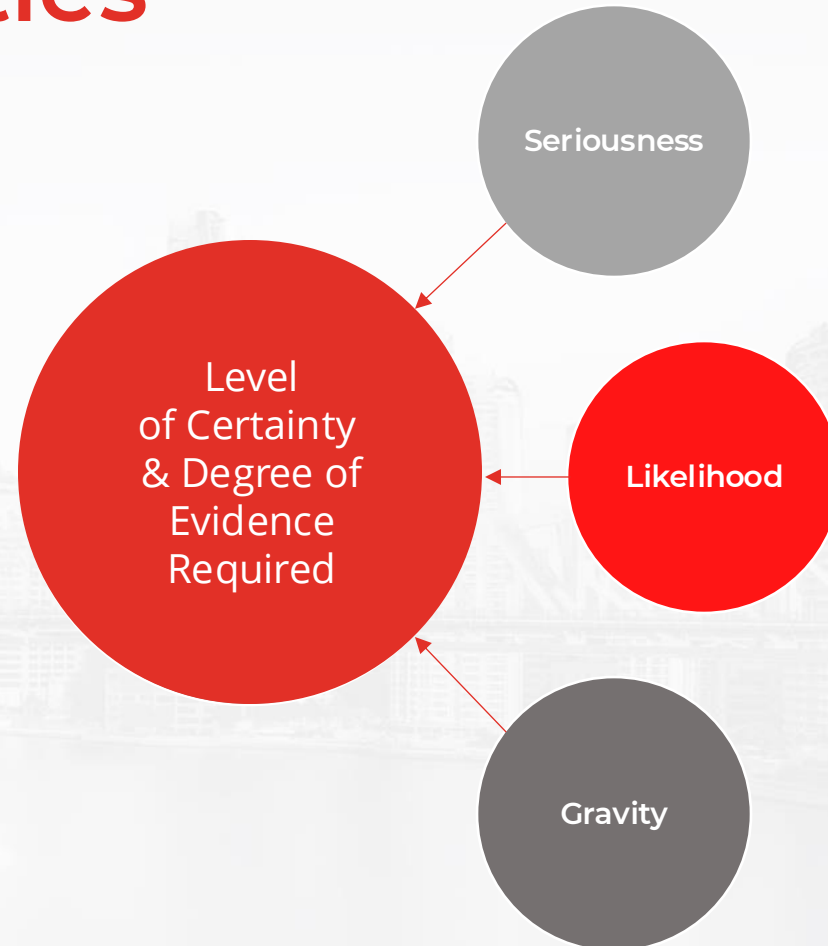 Seriousness
Level
of Certainty
& Degree of
Evidence
Required
Likelihood
Gravity